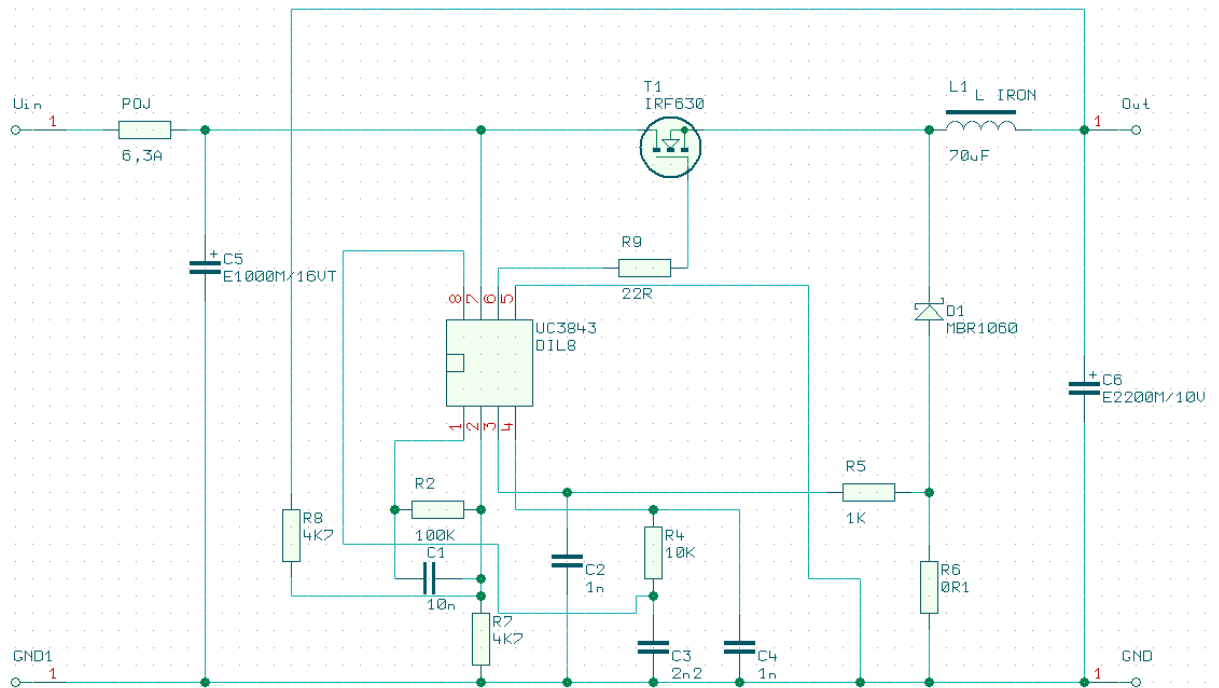 Uin
1
POJ
6,3A
T1
IRF630
L1
L IRON
70uF
1
Out
C5
E1000M/16VT
R9
22R
8
7
6
5
UC3843
DIL8
D1
MBR1060
C6
E2200M/10V
1
2
3
4
R5
1K
R2
100K
R8
4K7
C1
10n
R4
10K
C2
1n
R6
0R1
R7
4K7
C3
2n2
C4
1n
GND1
1
1
GND